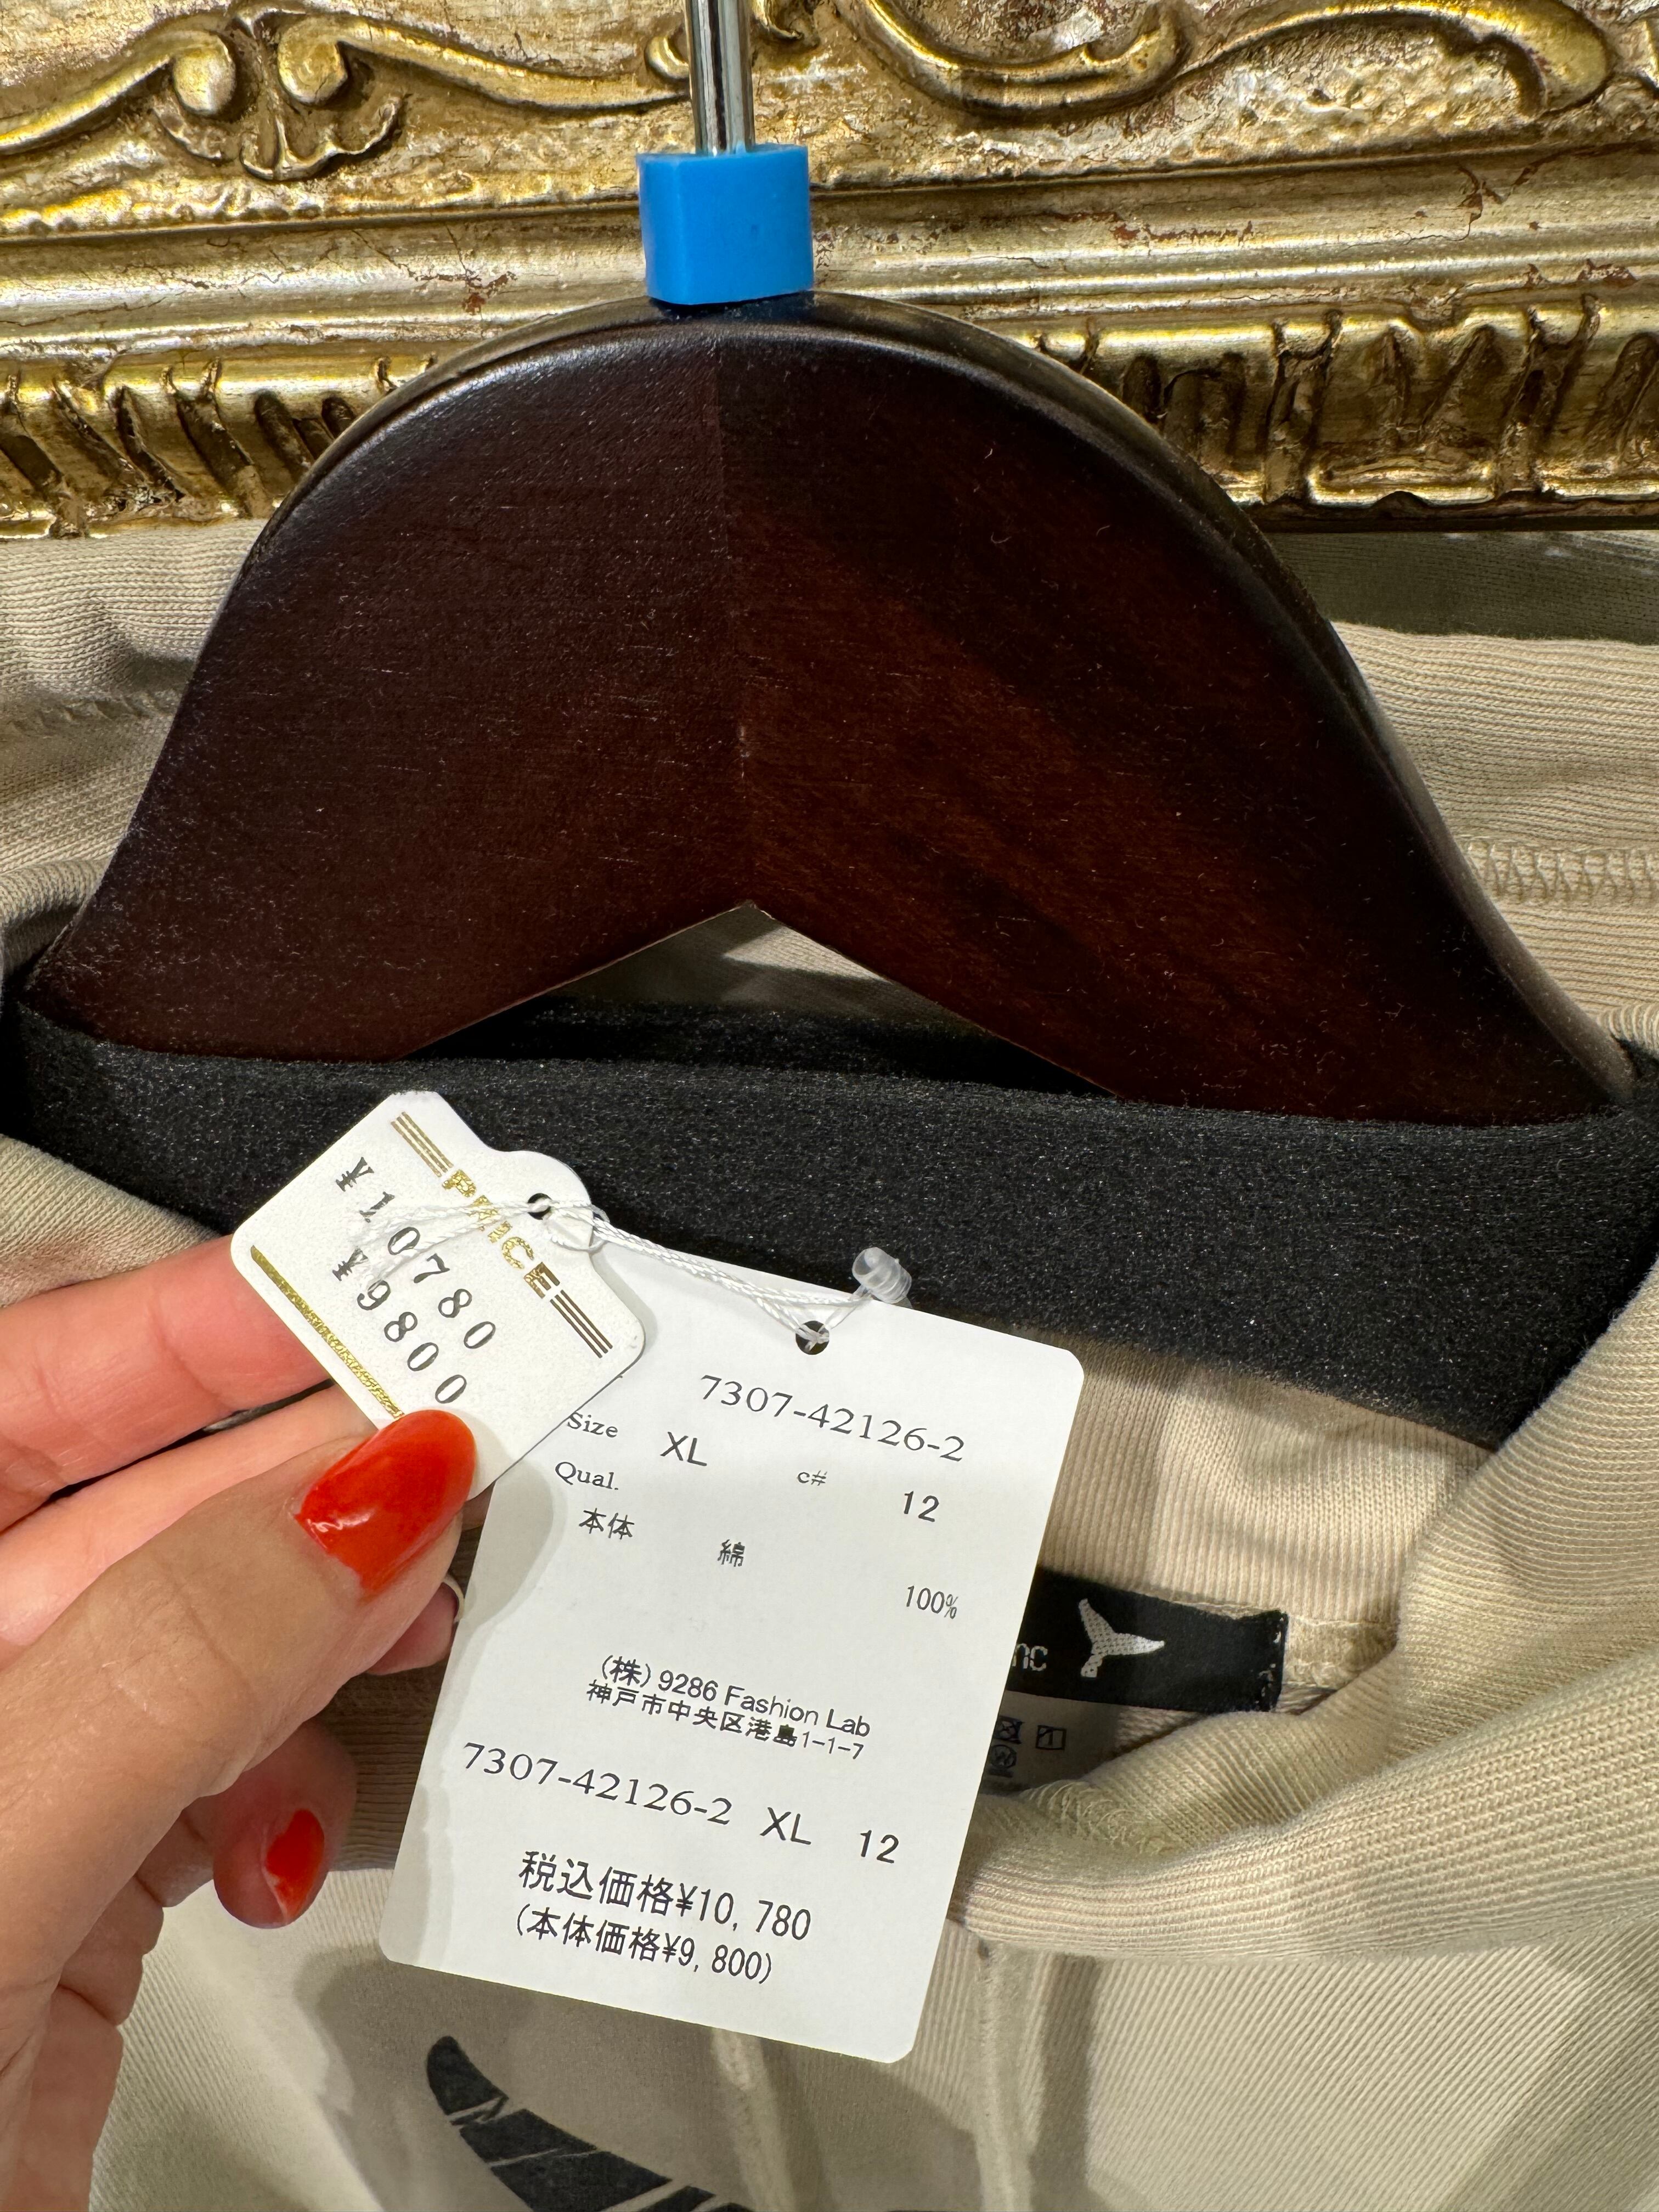 PRICE
¥10780
¥9800
7307-42126-2
Size XL c# 12
Qual.
本体 綿 100%
(株) 9286 Fashion Lab
神戸市中央区港島1-1-7
7307-42126-2 XL 12
税込価格¥10,780
(本体価格¥9,800)